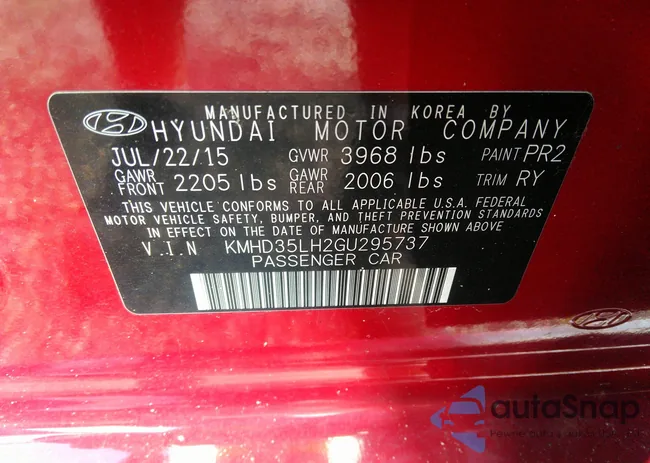 MANUFACTURED IN KOREA BY
HYUNDAI MOTOR COMPANY
JUL/22/15 GVWR 3968 lbs PAINT PR2
GAWR FRONT 2205 lbs GAWR REAR 2006 lbs TRIM RY
THIS VEHICLE CONFORMS TO ALL APPLICABLE U.S.A. FEDERAL
MOTOR VEHICLE SAFETY, BUMPER, AND THEFT PREVENTION STANDARDS
IN EFFECT ON THE DATE OF MANUFACTURE SHOWN ABOVE
V.I.N KMHD35LH2GU295737
PASSENGER CAR
autoSnap